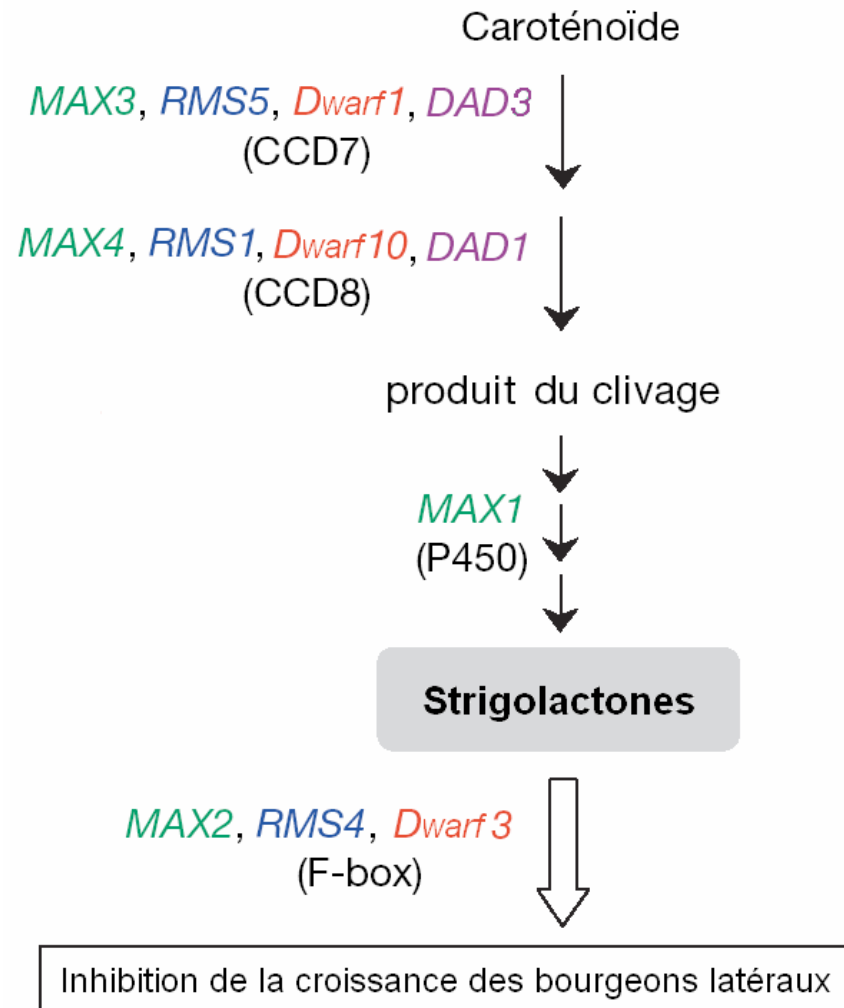 Caroténoïde
MAX3, RMS5, Dwarf1, DAD3
(CCD7)
MAX4, RMS1, Dwarf10, DAD1
(CCD8)
produit du clivage
MAX1
(P450)
Strigolactones
MAX2, RMS4, Dwarf 3
(F-box)
Inhibition de la croissance des bourgeons latéraux